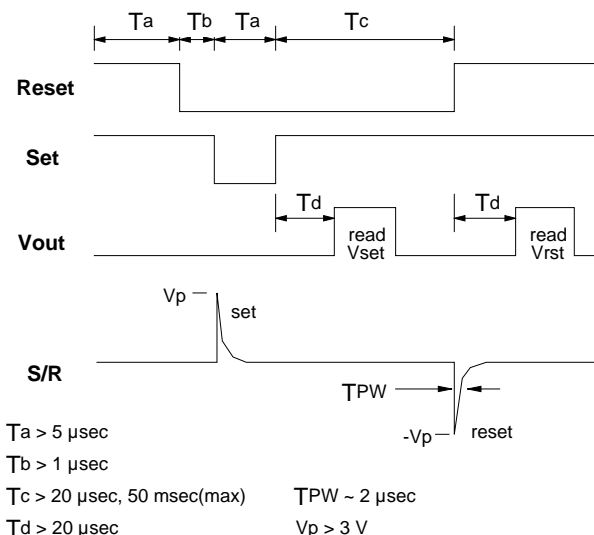 Ta Tb Ta Tc
Reset
Set
Td Td
Vout read Vset read Vrst
Vp set
S/R
TPW
-Vp reset
Ta > 5 µsec
Tb > 1 µsec
Tc > 20 µsec, 50 msec(max) TPW ~ 2 µsec
Td > 20 µsec Vp > 3 V